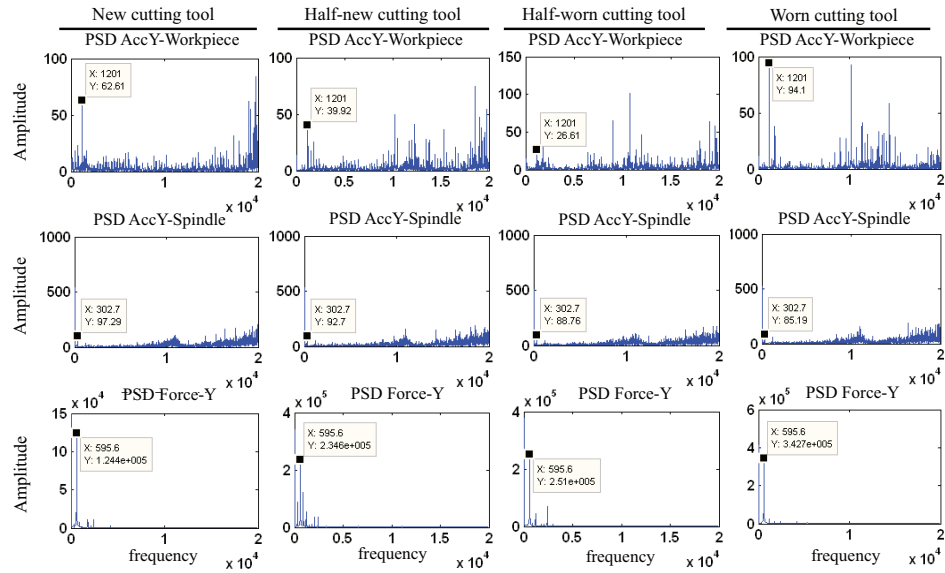 New cutting tool
Half-new cutting tool
Half-worn cutting tool
Worn cutting tool
PSD AccY-Workpiece
PSD AccY-Workpiece
PSD AccY-Workpiece
PSD AccY-Workpiece
Amplitude
100
50
0
X: 1201
Y: 62.61
0 1 2
x 10^4
100
50
0
X: 1201
Y: 39.92
0 0.5 1 1.5 2
x 10^4
150
100
50
0
X: 1201
Y: 26.61
0 0.5 1 1.5 2
x 10^4
100
50
0
X: 1201
Y: 94.1
0 1 2
x 10^4
PSD AccY-Spindle
PSD AccY-Spindle
PSD AccY-Spindle
PSD AccY-Spindle
Amplitude
1000
500
0
X: 302.7
Y: 97.29
0 1 2
x 10^4
1000
500
0
X: 302.7
Y: 92.7
0 0.5 1 1.5 2
x 10^4
1000
500
0
X: 302.7
Y: 88.76
0 0.5 1 1.5 2
x 10^4
1000
500
0
X: 302.7
Y: 85.19
0 1 2
x 10^4
PSD Force-Y
PSD Force-Y
PSD Force-Y
PSD Force-Y
Amplitude
x 10^4
15
10
5
0
X: 595.6
Y: 1.244e+005
0 1 2
frequency
x 10^4
x 10^5
4
2
0
X: 595.6
Y: 2.346e+005
0 0.5 1 1.5 2
frequency
x 10^4
x 10^5
4
2
0
X: 595.6
Y: 2.51e+005
0 0.5 1 1.5 2
frequency
x 10^4
x 10^5
6
4
2
0
X: 595.6
Y: 3.427e+005
0 1 2
frequency
x 10^4